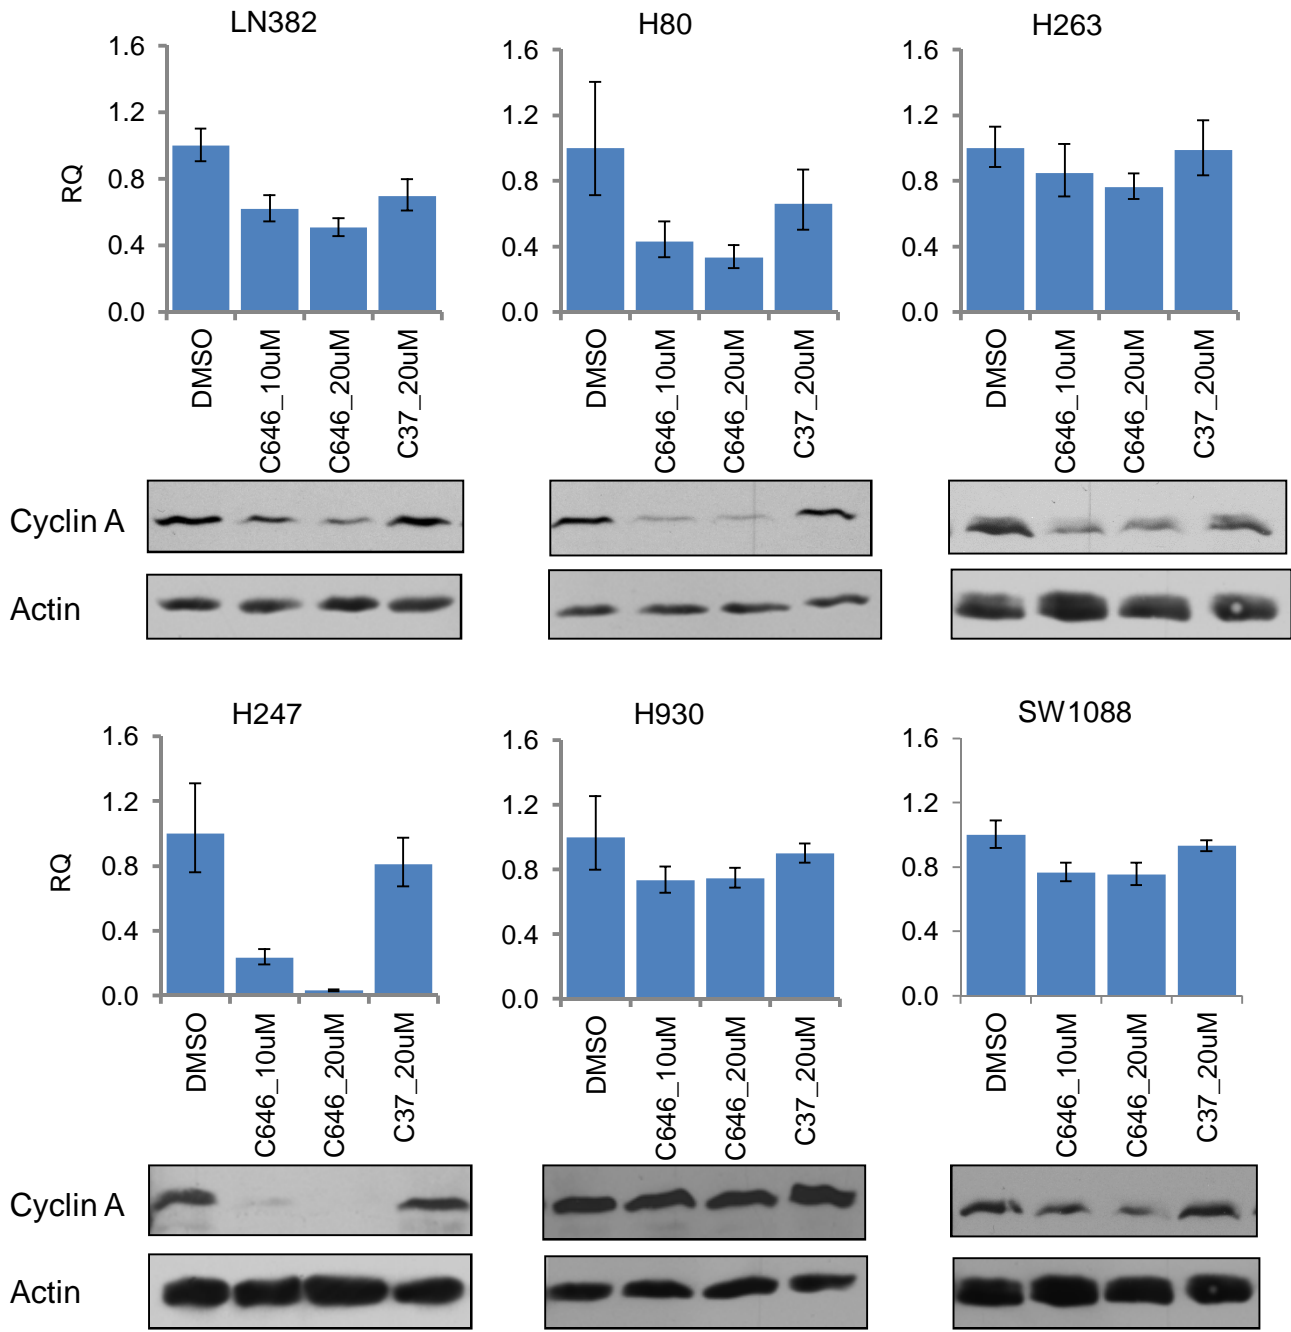 LN382
H80
H263
1.6
1.2
0.8
0.4
0.0
RQ
DMSO
C646_10uM
C646_20uM
C37_20uM
1.6
1.2
0.8
0.4
0.0
DMSO
C646_10uM
C646_20uM
C37_20uM
1.6
1.2
0.8
0.4
0.0
DMSO
C646_10uM
C646_20uM
C37_20uM
Cyclin A
Actin
H247
H930
SW1088
1.6
1.2
0.8
0.4
0.0
RQ
DMSO
C646_10uM
C646_20uM
C37_20uM
1.6
1.2
0.8
0.4
0.0
DMSO
C646_10uM
C646_20uM
C37_20uM
1.6
1.2
0.8
0.4
0.0
DMSO
C646_10uM
C646_20uM
C37_20uM
Cyclin A
Actin